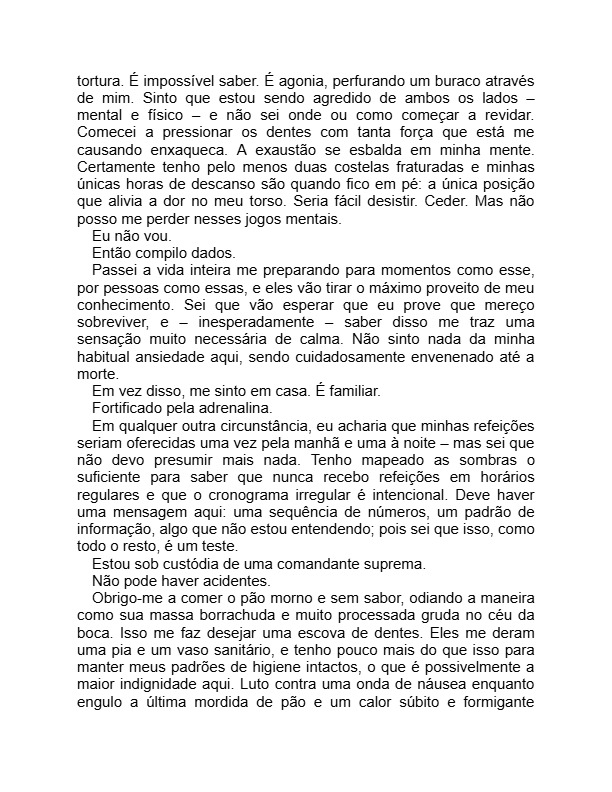 tortura. É impossível saber. É agonia, perfurando um buraco através
de mim. Sinto que estou sendo agredido de ambos os lados –
mental e físico – e não sei onde ou como começar a revidar.
Comecei a pressionar os dentes com tanta força que está me
causando enxaqueca. A exaustão se esbalda em minha mente.
Certamente tenho pelo menos duas costelas fraturadas e minhas
únicas horas de descanso são quando fico em pé: a única posição
que alivia a dor no meu torso. Seria fácil desistir. Ceder. Mas não
posso me perder nesses jogos mentais.
Eu não vou.
Então compilo dados.
Passei a vida inteira me preparando para momentos como esse,
por pessoas como essas, e eles vão tirar o máximo proveito de meu
conhecimento. Sei que vão esperar que eu prove que mereço
sobreviver, e – inesperadamente – saber disso me traz uma
sensação muito necessária de calma. Não sinto nada da minha
habitual ansiedade aqui, sendo cuidadosamente envenenado até a
morte.
Em vez disso, me sinto em casa. É familiar.
Fortificado pela adrenalina.
Em qualquer outra circunstância, eu acharia que minhas refeições
seriam oferecidas uma vez pela manhã e uma à noite – mas sei que
não devo presumir mais nada. Tenho mapeado as sombras o
suficiente para saber que nunca recebo refeições em horários
regulares e que o cronograma irregular é intencional. Deve haver
uma mensagem aqui: uma sequência de números, um padrão de
informação, algo que não estou entendendo; pois sei que isso, como
todo o resto, é um teste.
Estou sob custódia de uma comandante suprema.
Não pode haver acidentes.
Obrigo-me a comer o pão morno e sem sabor, odiando a maneira
como sua massa borrachuda e muito processada gruda no céu da
boca. Isso me faz desejar uma escova de dentes. Eles me deram
uma pia e um vaso sanitário, e tenho pouco mais do que isso para
manter meus padrões de higiene intactos, o que é possivelmente a
maior indignidade aqui. Luto contra uma onda de náusea enquanto
engulo a última mordida de pão e um calor súbito e formigante